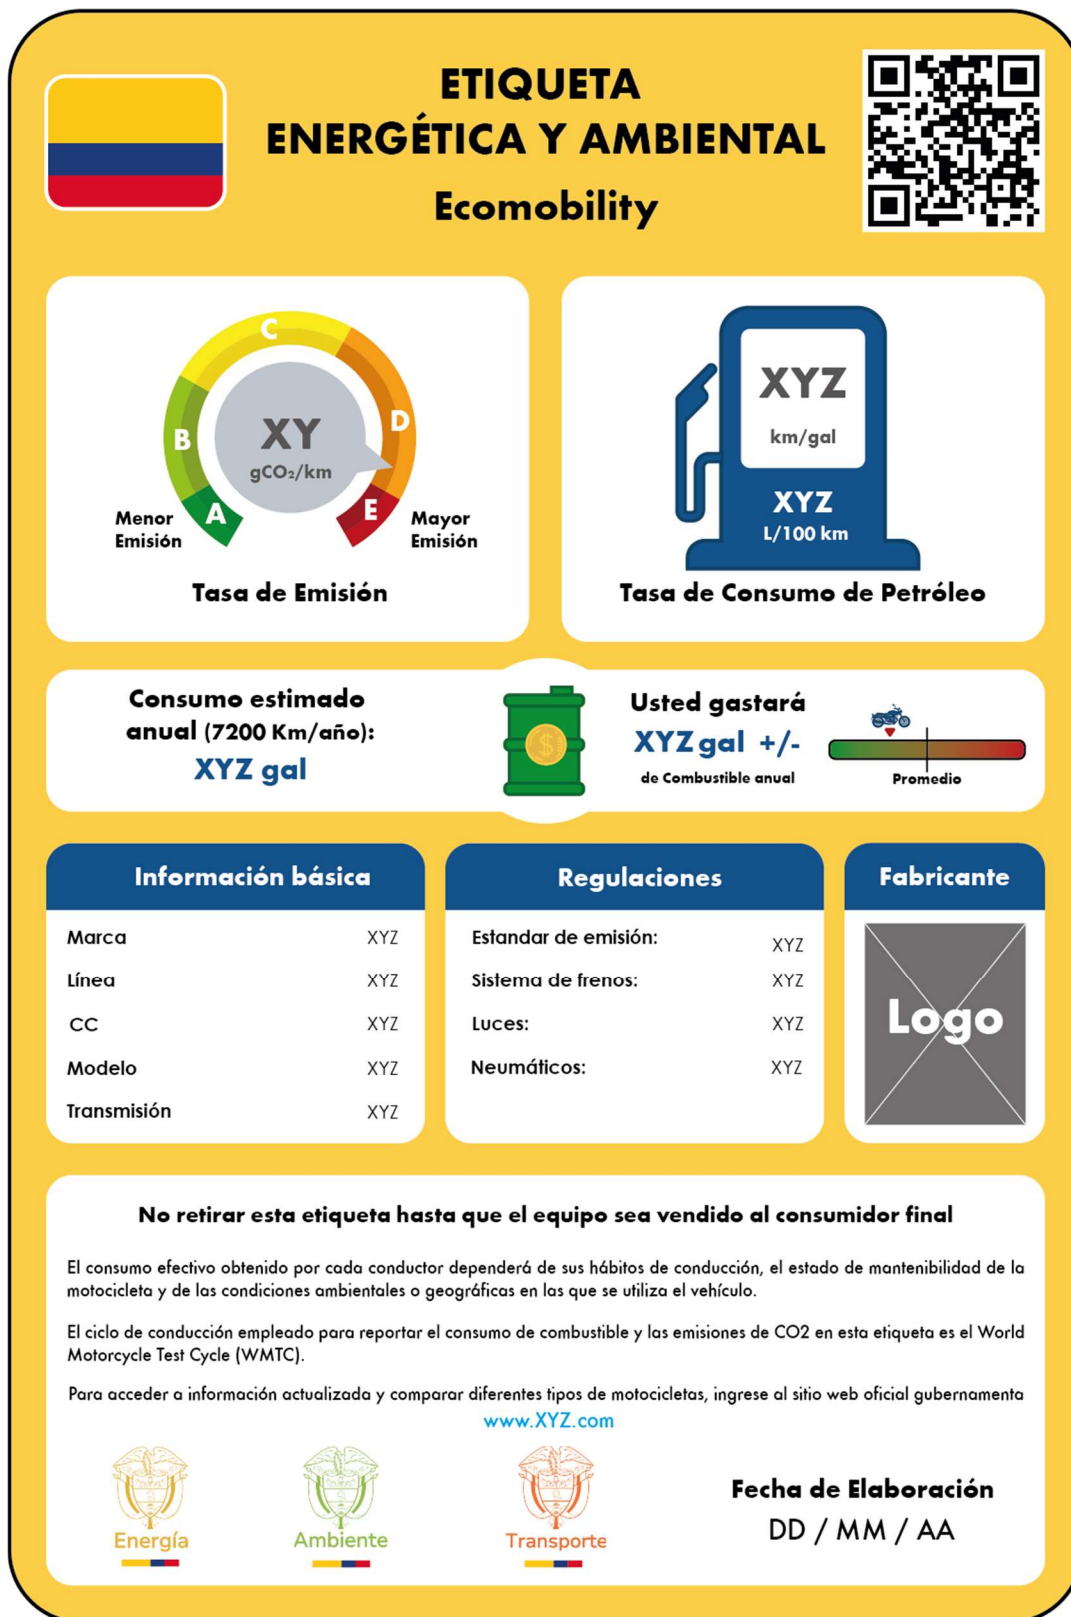 ETIQUETA
ENERGÉTICA Y AMBIENTAL
Ecomobility
A
B
C
D
E
XY
gCO₂/km
Menor
Emisión
Mayor
Emisión
Tasa de Emisión
XYZ
km/gal
XYZ
L/100 km
Tasa de Consumo de Petróleo
Consumo estimado
anual (7200 Km/año):
XYZ gal
$
Usted gastará
XYZ gal +/-
de Combustible anual
Promedio
Información básica
Marca XYZ
Línea XYZ
CC XYZ
Modelo XYZ
Transmisión XYZ
Regulaciones
Estandar de emisión: XYZ
Sistema de frenos: XYZ
Luces: XYZ
Neumáticos: XYZ
Fabricante
Logo
No retirar esta etiqueta hasta que el equipo sea vendido al consumidor final
El consumo efectivo obtenido por cada conductor dependerá de sus hábitos de conducción, el estado de mantenibilidad de la
motocicleta y de las condiciones ambientales o geográficas en las que se utiliza el vehículo.
El ciclo de conducción empleado para reportar el consumo de combustible y las emisiones de CO2 en esta etiqueta es el World
Motorcycle Test Cycle (WMTC).
Para acceder a información actualizada y comparar diferentes tipos de motocicletas, ingrese al sitio web oficial gubernamenta
www.XYZ.com
Energía
Ambiente
Transporte
Fecha de Elaboración
DD / MM / AA